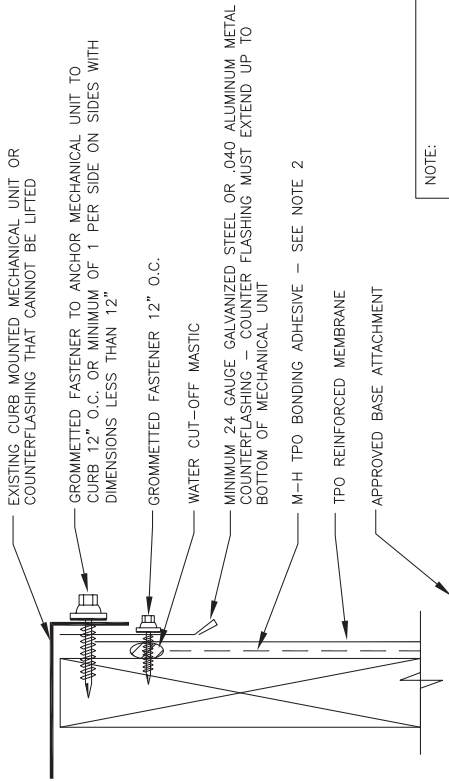 EXISTING CURB MOUNTED MECHANICAL UNIT OR
COUNTERFLASHING THAT CANNOT BE LIFTED
GROMMETTED FASTENER TO ANCHOR MECHANICAL UNIT TO
CURB 12" O.C. OR MINIMUM OF 1 PER SIDE ON SIDES WITH
DIMENSIONS LESS THAN 12"
GROMMETTED FASTENER 12" O.C.
WATER CUT-OFF MASTIC
MINIMUM 24 GAUGE GALVANIZED STEEL OR .040 ALUMINUM METAL
COUNTERFLASHING – COUNTER FLASHING MUST EXTEND UP TO
BOTTOM OF MECHANICAL UNIT
M-H TPO BONDING ADHESIVE – SEE NOTE 2
TPO REINFORCED MEMBRANE
APPROVED BASE ATTACHMENT
NOTE: